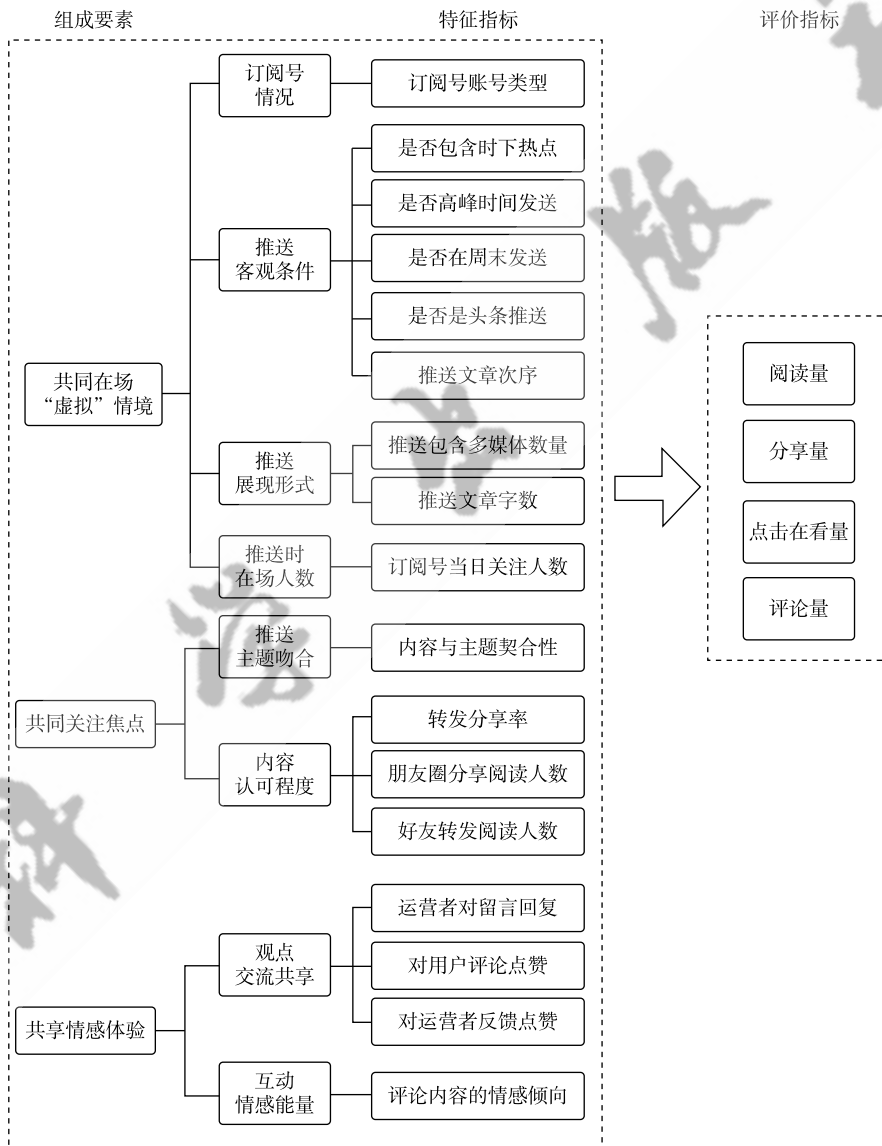 组成要素
特征指标
评价指标
订阅号
情况
订阅号账号类型
推送
客观条件
是否包含时下热点
是否高峰时间发送
是否在周末发送
是否是头条推送
推送文章次序
共同在场
“虚拟”情境
推送
展现形式
推送包含多媒体数量
推送文章字数
推送时
在场人数
订阅号当日关注人数
共同关注焦点
推送
主题吻合
内容与主题契合性
内容
认可程度
转发分享率
朋友圈分享阅读人数
好友转发阅读人数
共享情感体验
观点
交流共享
运营者对留言回复
对用户评论点赞
对运营者反馈点赞
互动
情感能量
评论内容的情感倾向
阅读量
分享量
点击在看量
评论量